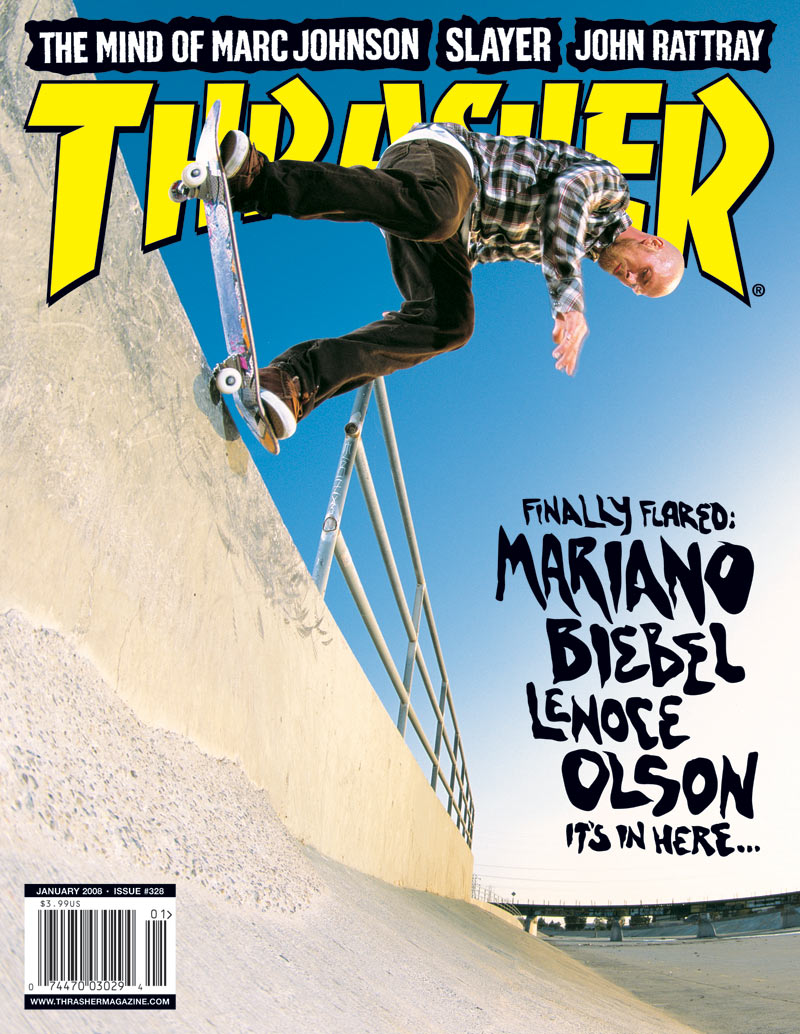 THE MIND OF MARC JOHNSON SLAYER JOHN RATTRAY
THRASHER
®
FINALLY FLARED:
MARIANO
BIEBEL
LENOCE
OLSON
IT'S IN HERE...
JANUARY 2008 · ISSUE #328
$3.99US
01>
0 74470 03029 4
WWW.THRASHERMAGAZINE.COM